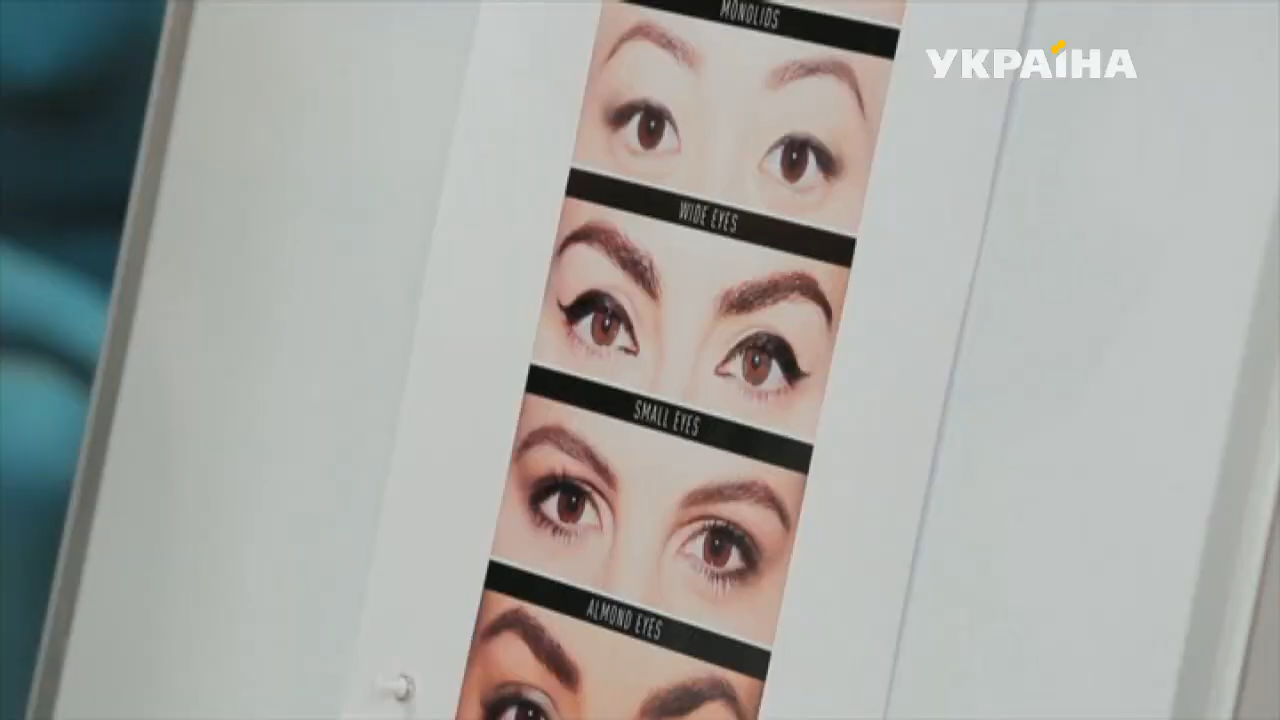 MONOLIDS
УКРАЇНА
WIDE EYES
SMALL EYES
ALMOND EYES